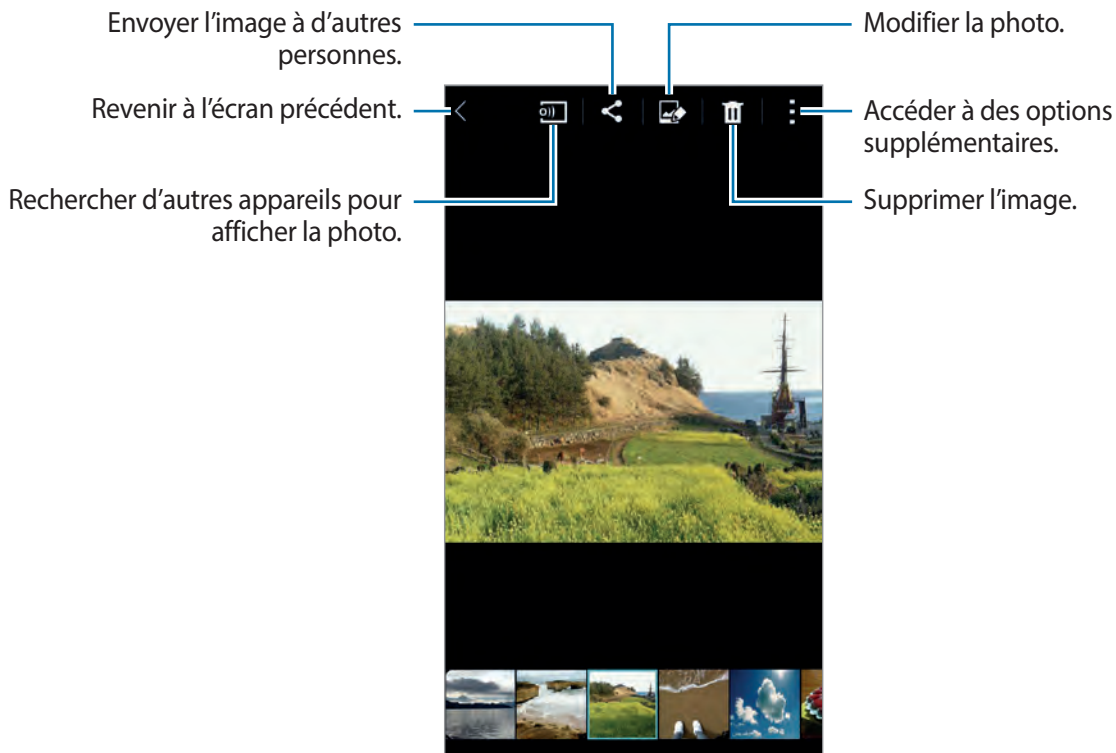 Envoyer l’image à d’autres
personnes.
Modifier la photo.
Revenir à l’écran précédent.
Accéder à des options
supplémentaires.
Rechercher d’autres appareils pour
afficher la photo.
Supprimer l’image.